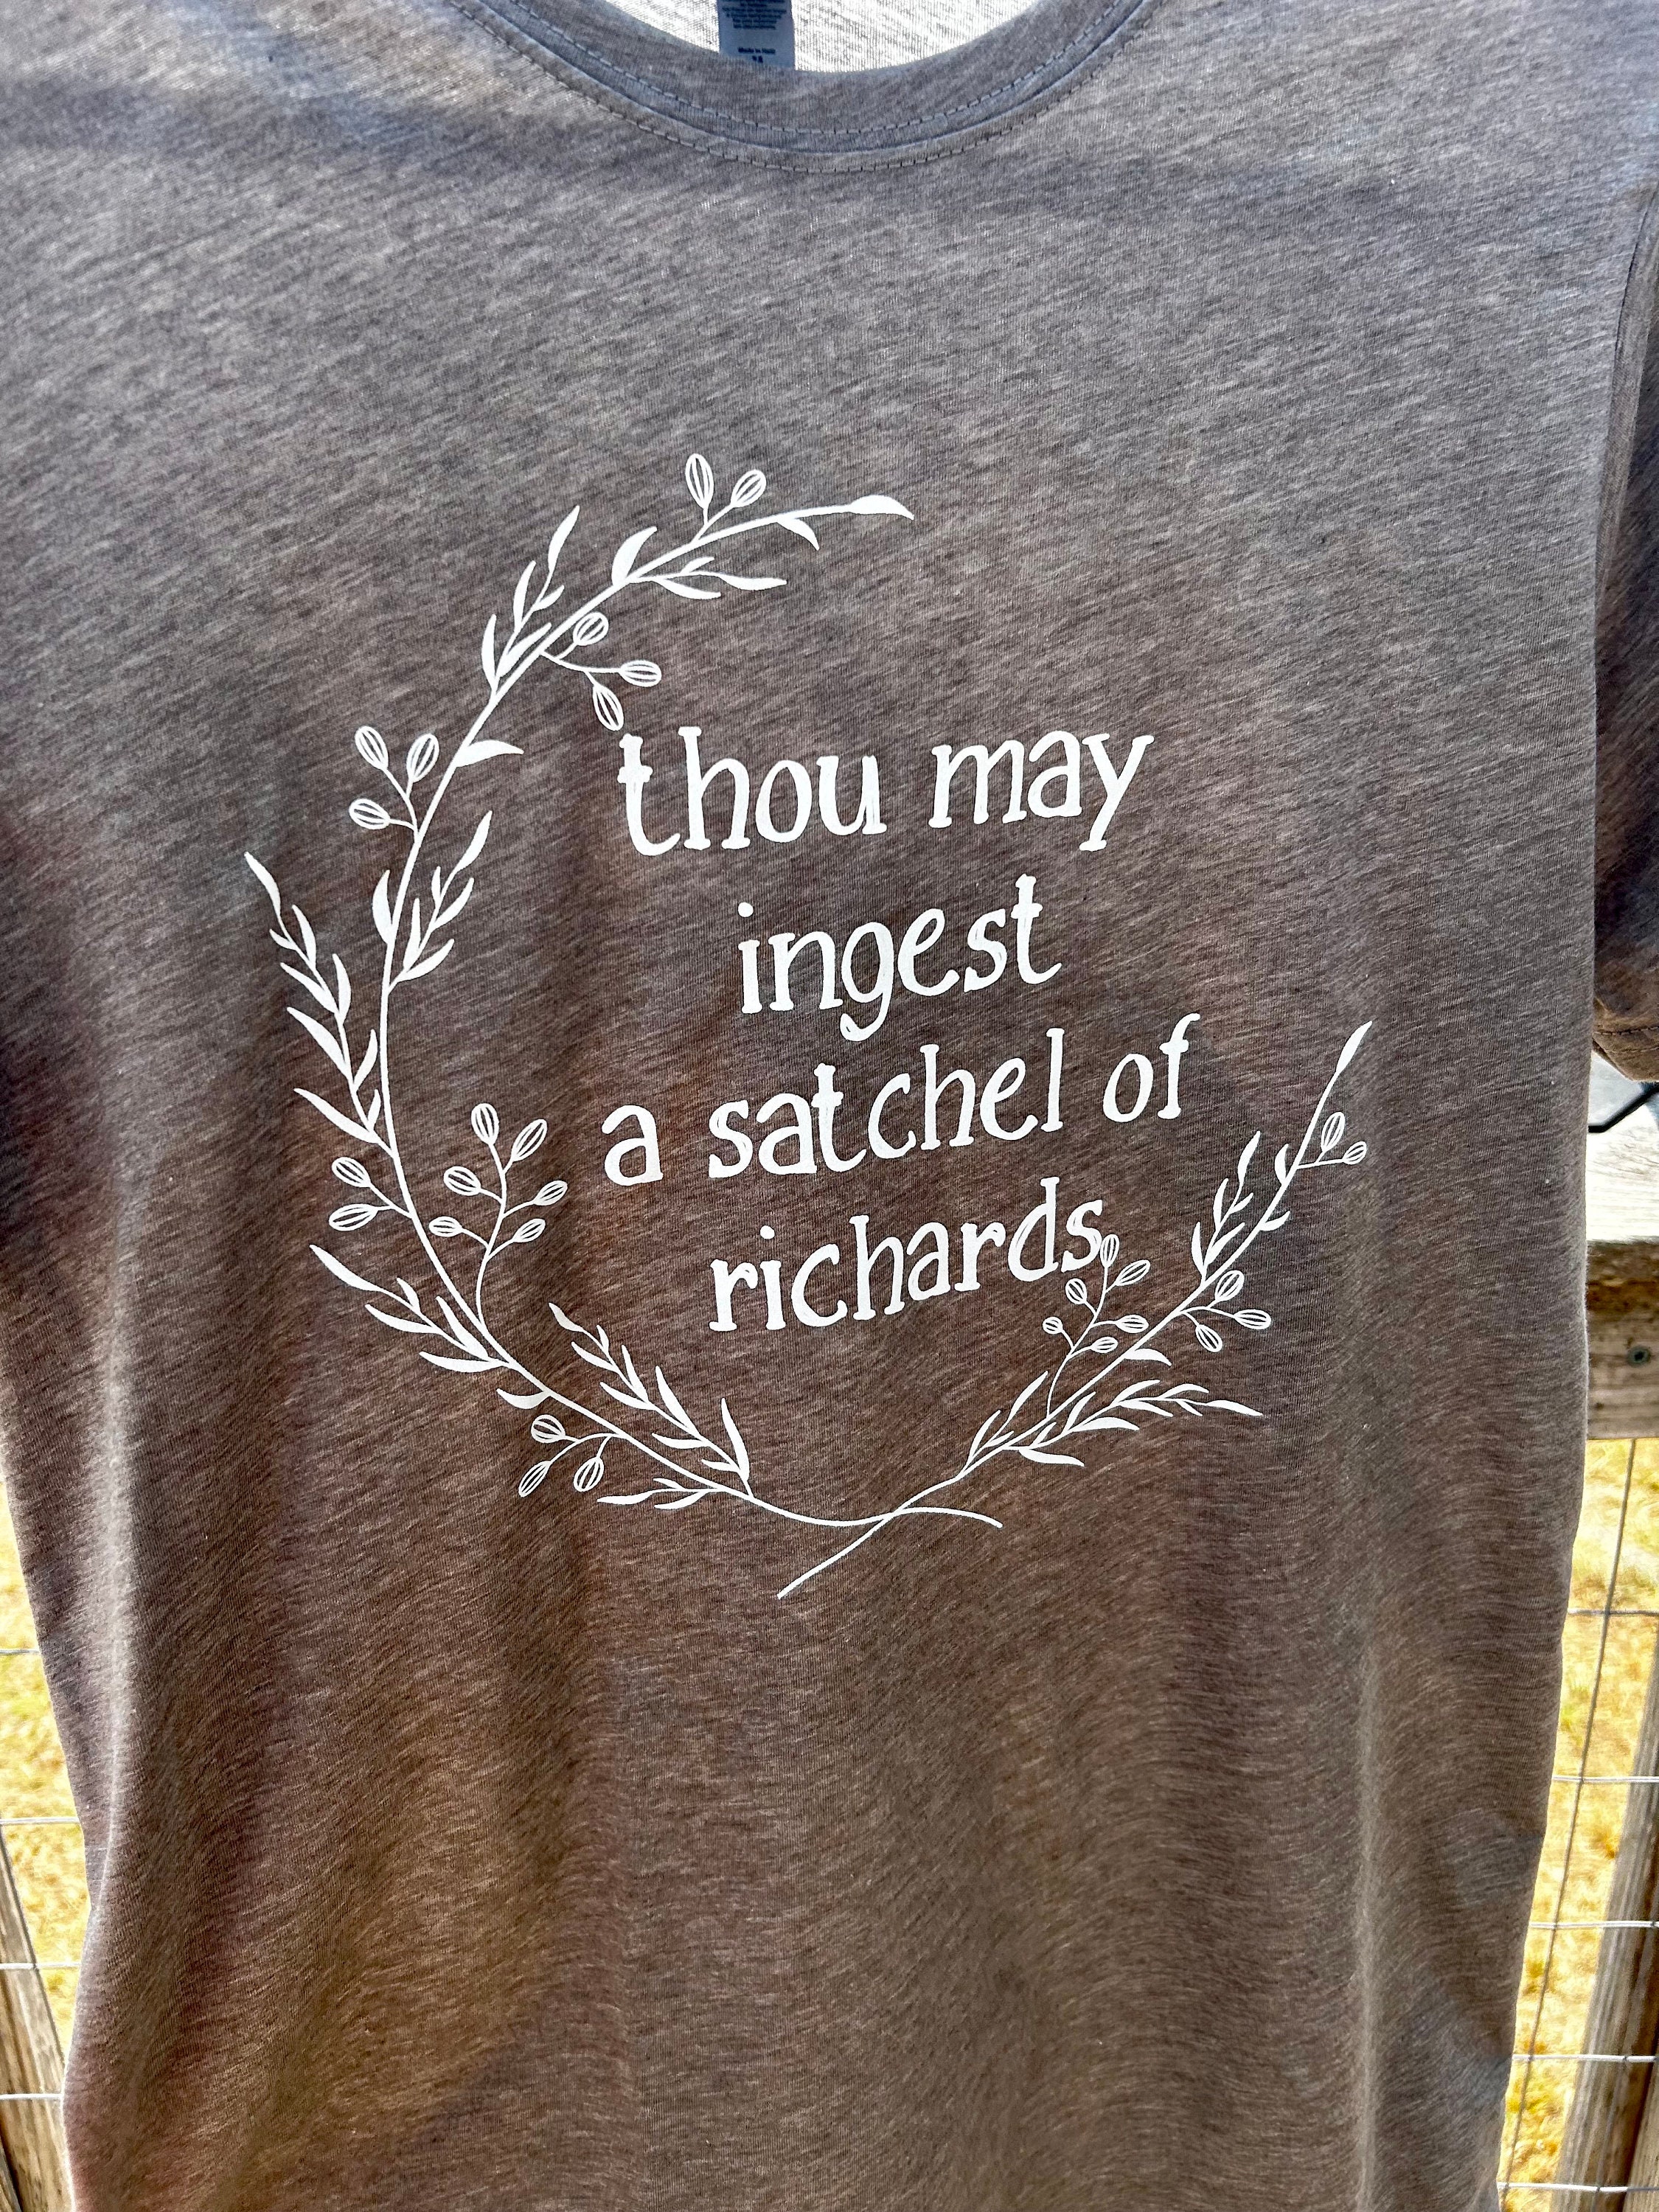 thou may
ingest
a satchel of
richards